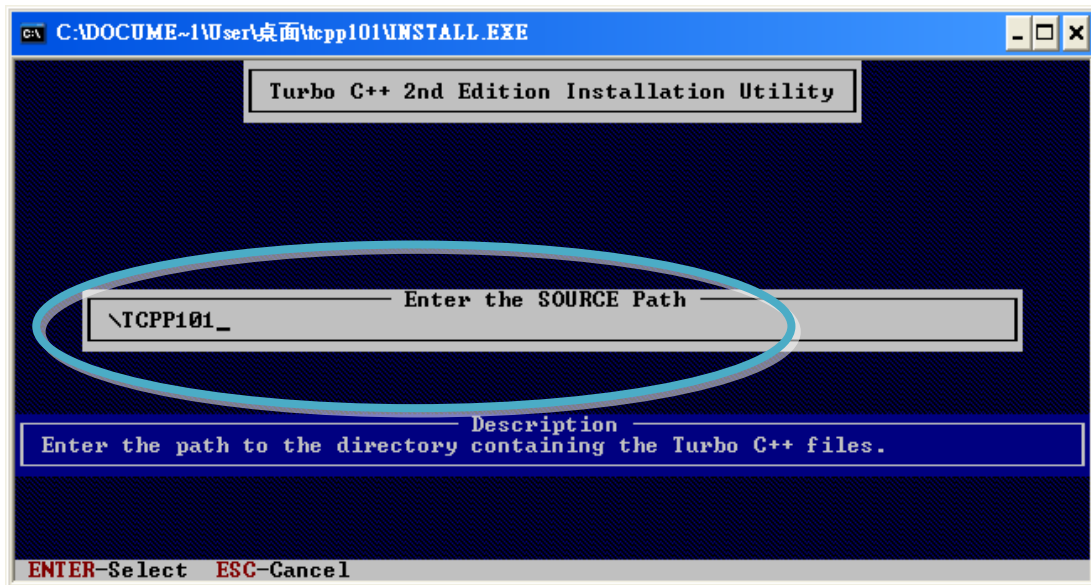 C:\DOCUME~1\User\桌面\tcpp101\INSTALL.EXE
Turbo C++ 2nd Edition Installation Utility
Enter the SOURCE Path
\TCPP101_
Description
Enter the path to the directory containing the Turbo C++ files.
ENTER-Select ESC-Cancel